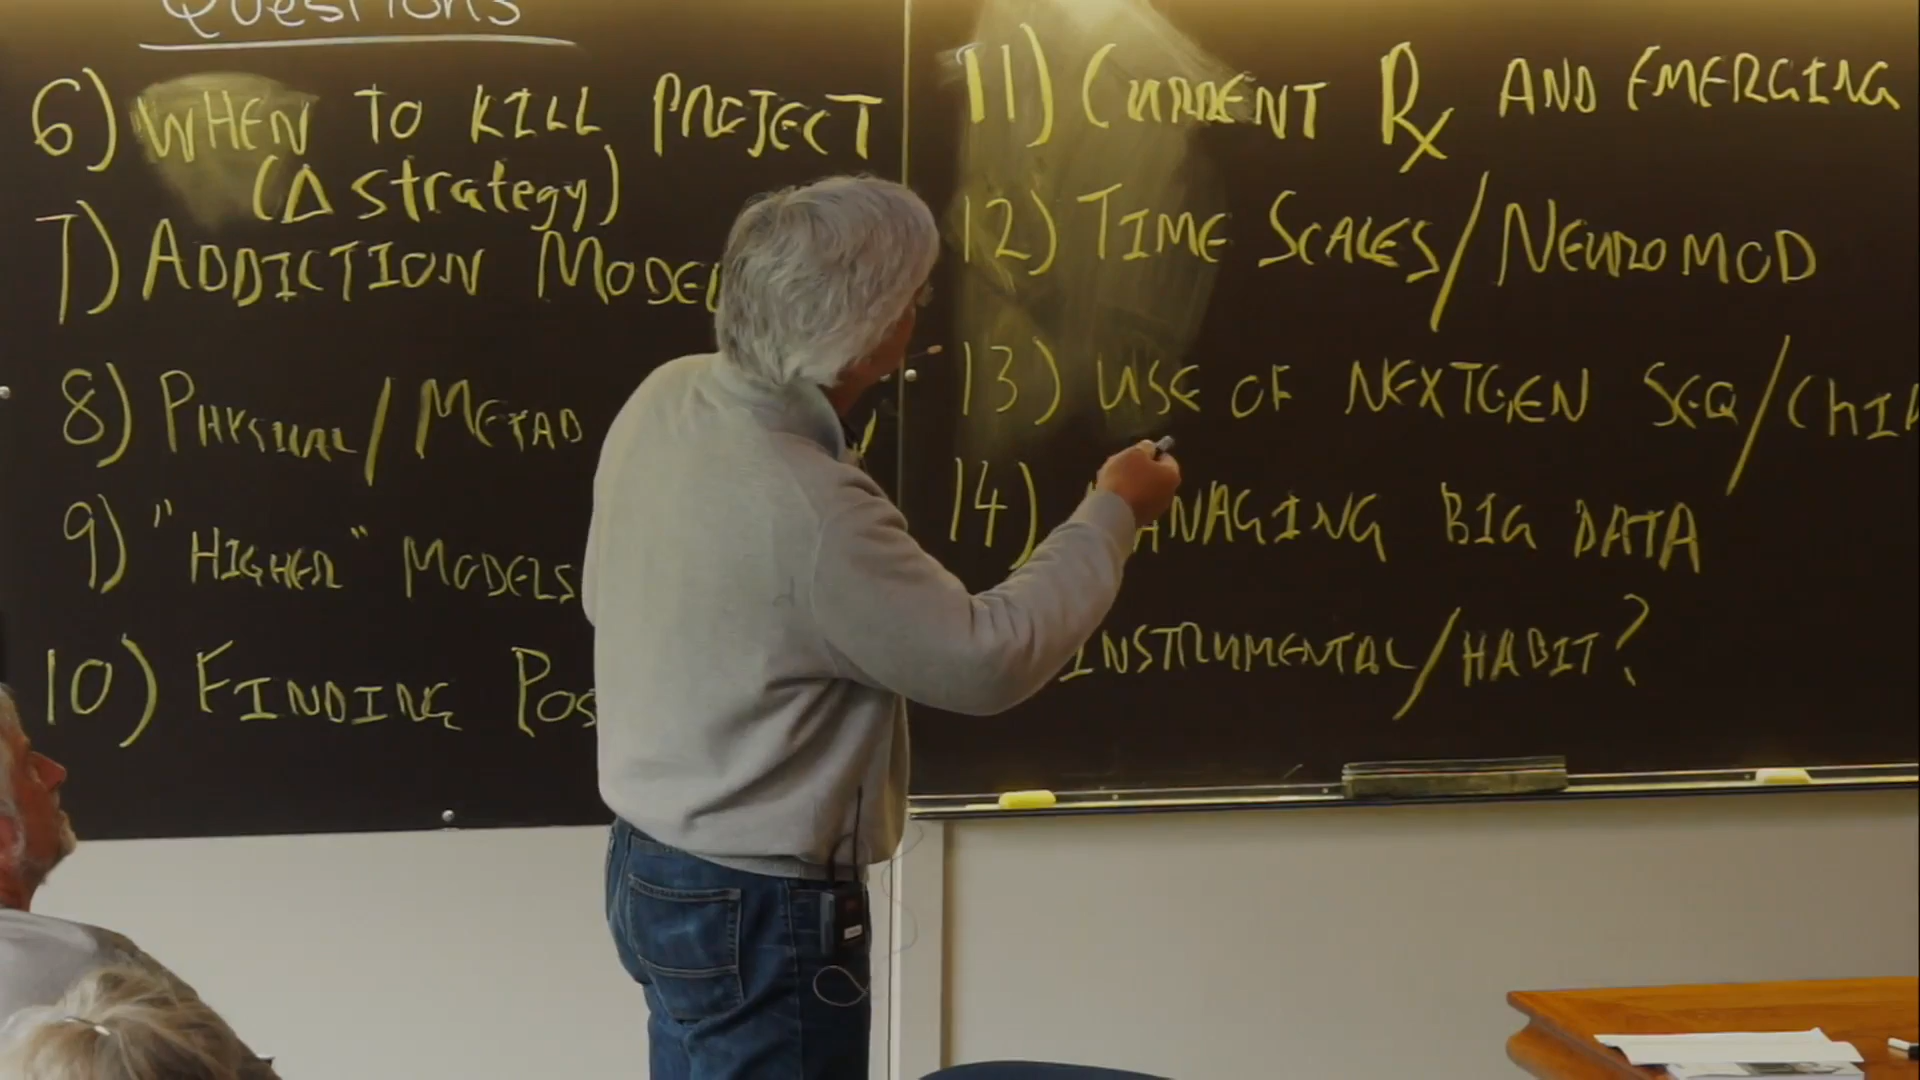 Questions
6) WHEN TO KILL PROJECT
(Δ strategy)
7) ADDICTION MODEL
8) PHYSICAL/METAB
9) "HIGHER" MODELS
10) FINDING POS
11) CURRENT Rx AND EMERGING
12) TIME SCALES/NEUROMOD
13) USE OF NEXTGEN SEQ/CHIP
14) MANAGING BIG DATA
INSTRUMENTAL/HABIT?